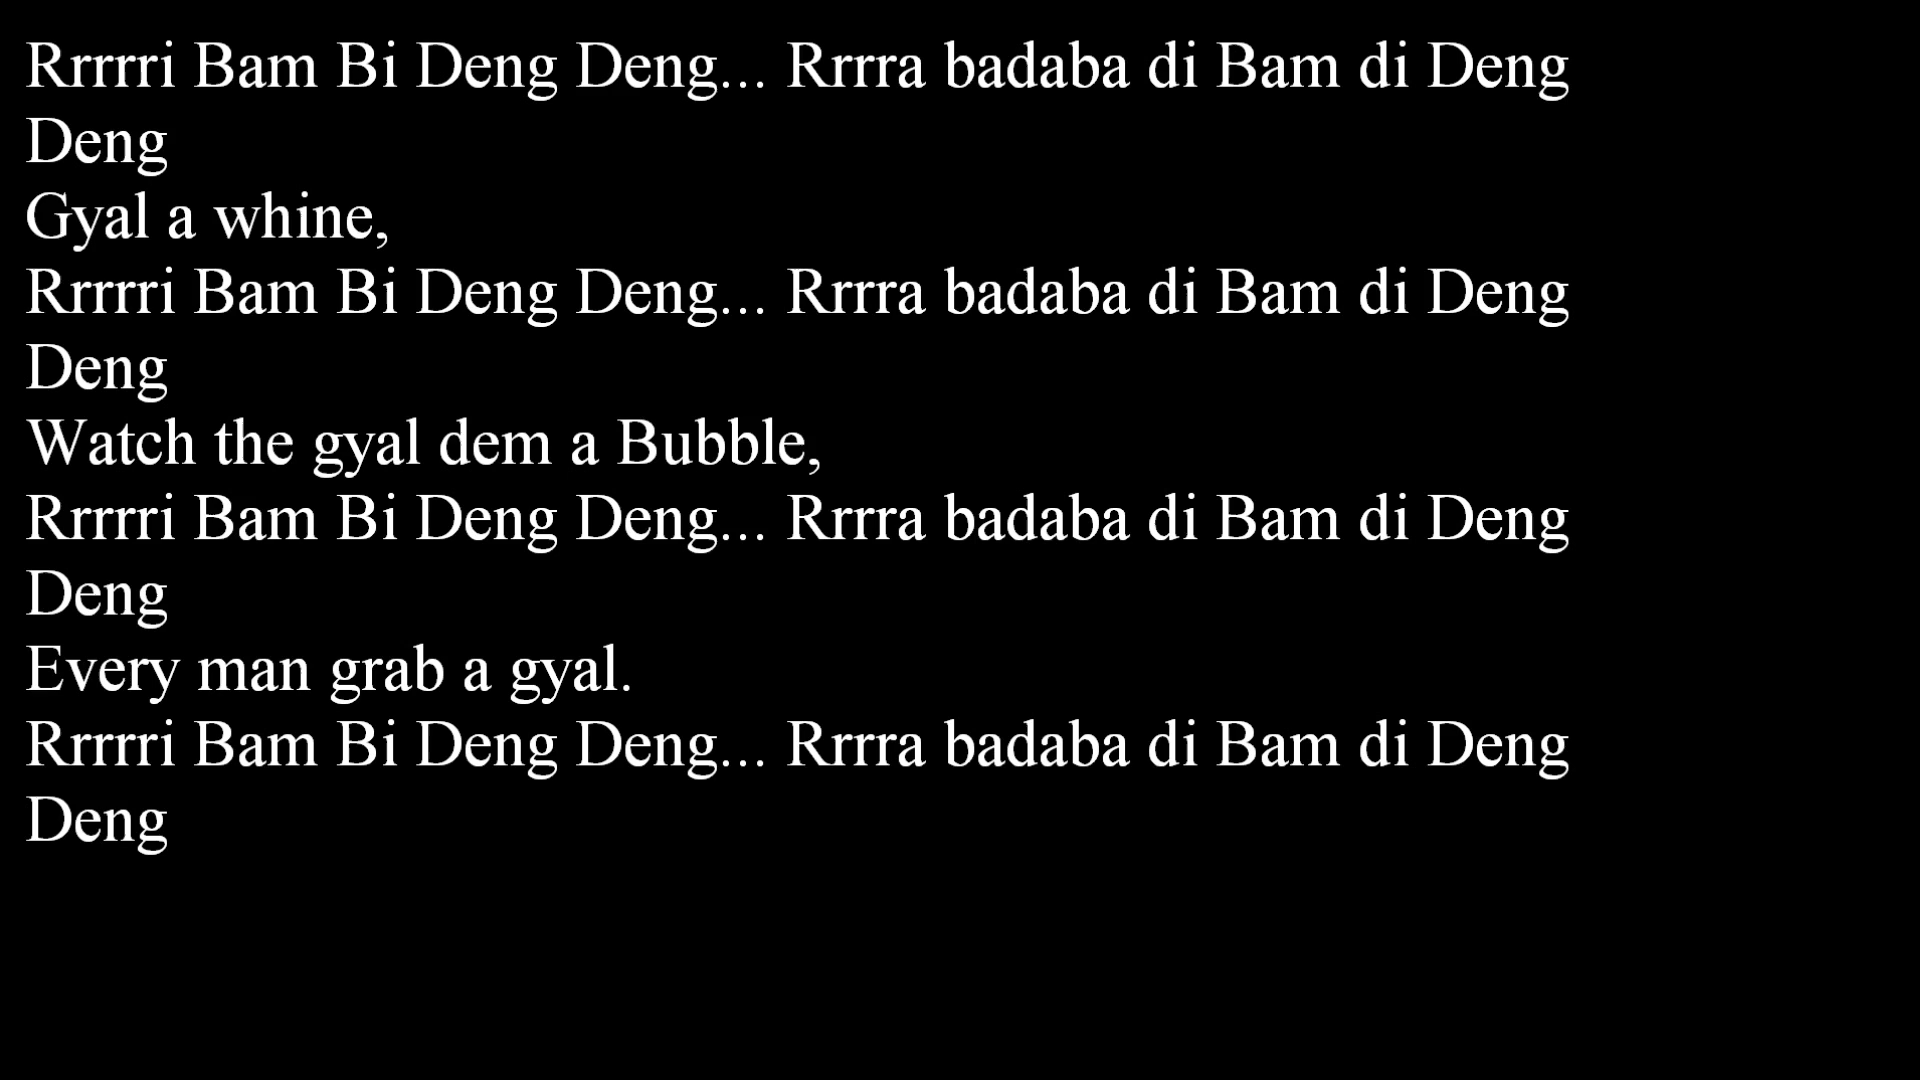 Rrrrri Bam Bi Deng Deng... Rrrra badaba di Bam di Deng
Deng
Gyal a whine,
Rrrrri Bam Bi Deng Deng... Rrrra badaba di Bam di Deng
Deng
Watch the gyal dem a Bubble,
Rrrrri Bam Bi Deng Deng... Rrrra badaba di Bam di Deng
Deng
Every man grab a gyal.
Rrrrri Bam Bi Deng Deng... Rrrra badaba di Bam di Deng
Deng